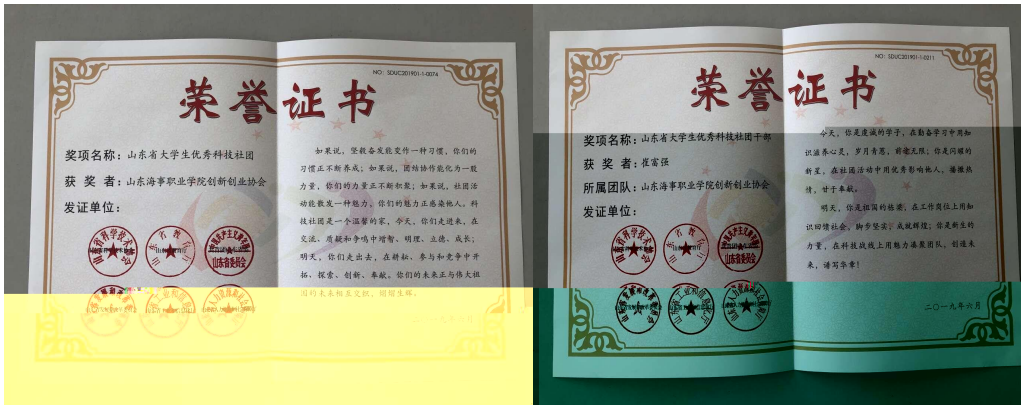 NO：SDUC201901-1-0074
荣誉证书
奖项名称：山东省大学生优秀科技社团
获 奖 者：山东海事职业学院创新创业协会
发证单位：
如果说，坚毅奋发能变作一种习惯，你们的
习惯正不断养成；如果说，团结协作能化为一股
力量，你们的力量正不断积聚；如果说，社团活
动能散发一种魅力，你们的魅力正感染他人。科
技社团是一个温馨的家，今天，你们走进来，在
交流、质疑和争鸣中增智、明理、立德、成长；
明天，你们走出去，在耕耘、参与和竞争中开
拓、探索、创新、奉献。你们的未来正与伟大祖
国的未来相互交织，熠熠生辉。
NO：SDUC201901-1-0211
荣誉证书
奖项名称：山东省大学生优秀科技社团干部
获 奖 者：崔富强
所属团队：山东海事职业学院创新创业协会
发证单位：
今天，你是虔诚的学子，在勤奋学习中用知
识滋养心灵，岁月青葱，前途无限；你是闪耀的
新星，在社团活动中用优秀影响他人，播撒热
情，甘于奉献。
明天，你是祖国的栋梁，在工作岗位上用知
识回馈社会，脚步坚实，成就辉煌；你是新生的
力量，在科技战线上用魅力凝聚团队，创造未
来，谱写华章！
二〇一九年六月